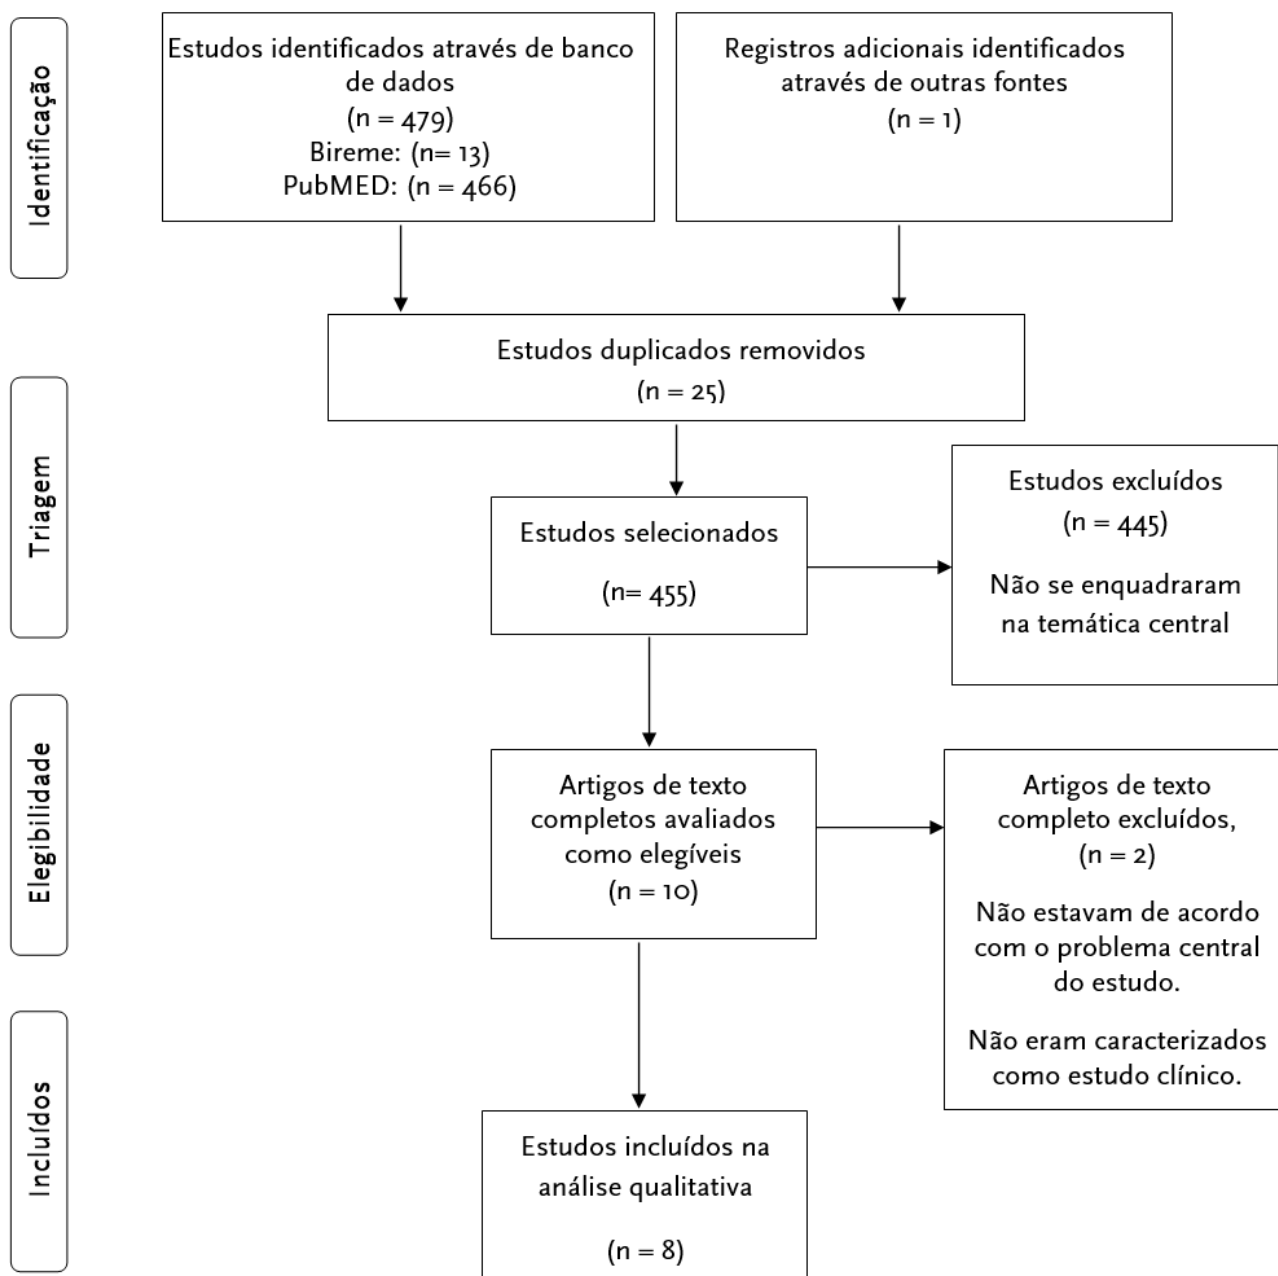 Identificação
Estudos identificados através de banco
de dados
(n = 479)
Bireme: (n= 13)
PubMED: (n = 466)
Registros adicionais identificados
através de outras fontes
(n = 1)
Estudos duplicados removidos
(n = 25)
Triagem
Estudos selecionados
(n= 455)
Estudos excluídos
(n = 445)
Não se enquadraram
na temática central
Elegibilidade
Artigos de texto
completos avaliados
como elegíveis
(n = 10)
Artigos de texto
completo excluídos,
(n = 2)
Não estavam de acordo
com o problema central
do estudo.
Não eram caracterizados
como estudo clínico.
Incluídos
Estudos incluídos na
análise qualitativa
(n = 8)